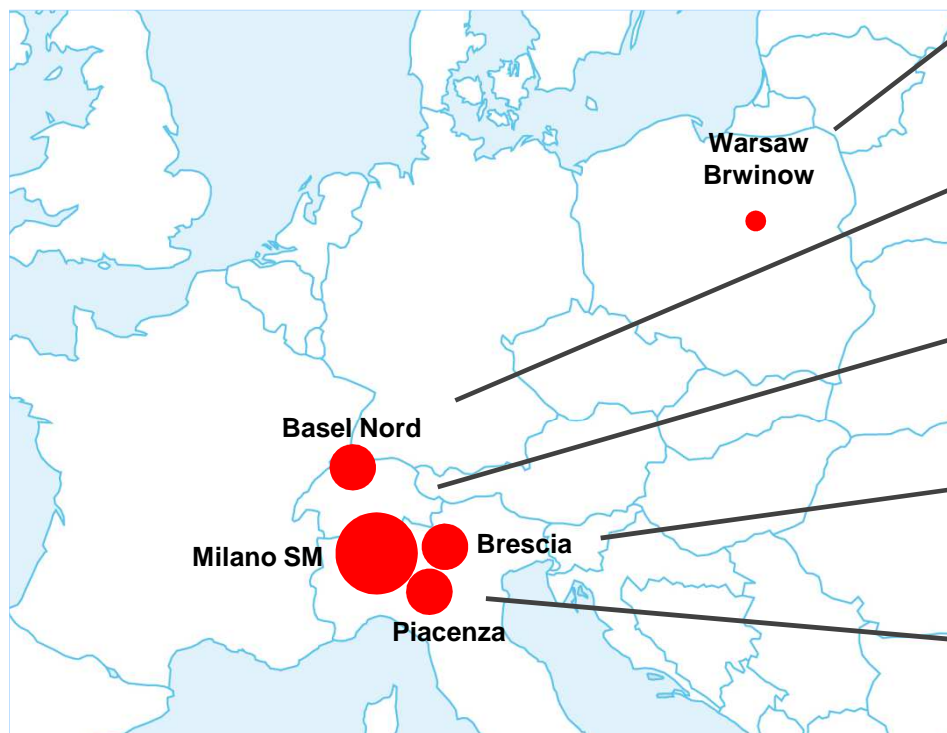 Warsaw
Brwinow
Basel Nord
Milano SM
Brescia
Piacenza